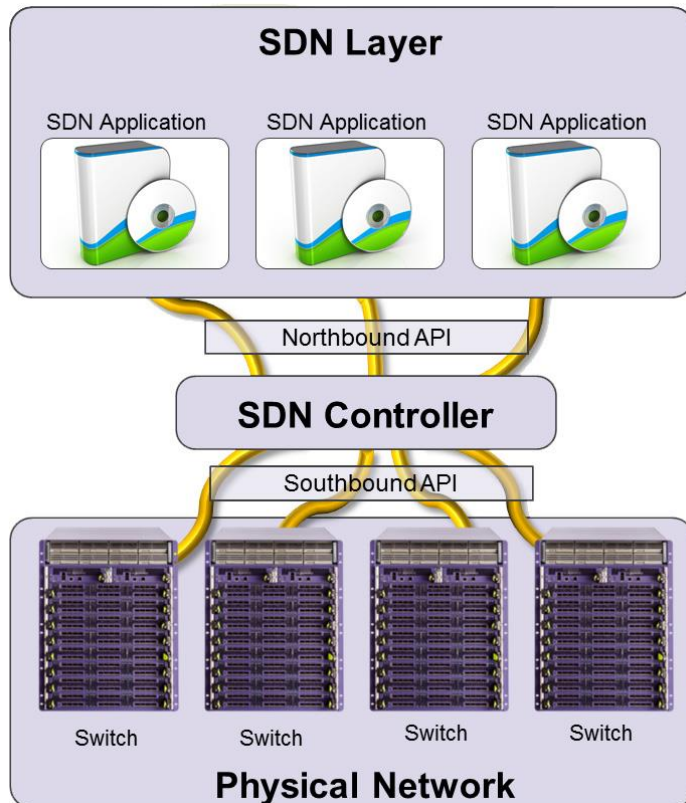 SDN Layer
SDN Application
SDN Application
SDN Application
Northbound API
SDN Controller
Southbound API
Switch
Switch
Switch
Switch
Physical Network